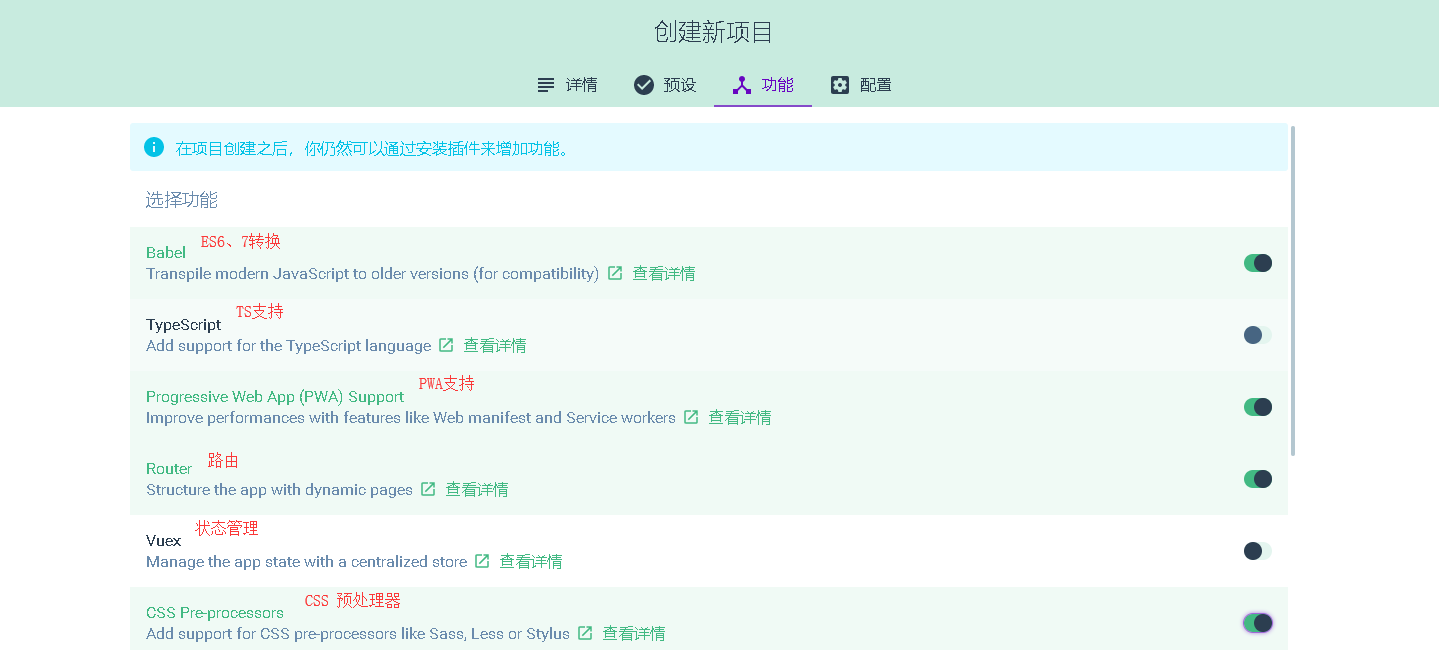 创建新项目
详情 预设 功能 配置
在项目创建之后，你仍然可以通过安装插件来增加功能。
选择功能
Babel ES6、7转换
Transpile modern JavaScript to older versions (for compatibility) 查看详情
TypeScript TS支持
Add support for the TypeScript language 查看详情
Progressive Web App (PWA) Support PWA支持
Improve performances with features like Web manifest and Service workers 查看详情
Router 路由
Structure the app with dynamic pages 查看详情
Vuex 状态管理
Manage the app state with a centralized store 查看详情
CSS Pre-processors CSS 预处理器
Add support for CSS pre-processors like Sass, Less or Stylus 查看详情